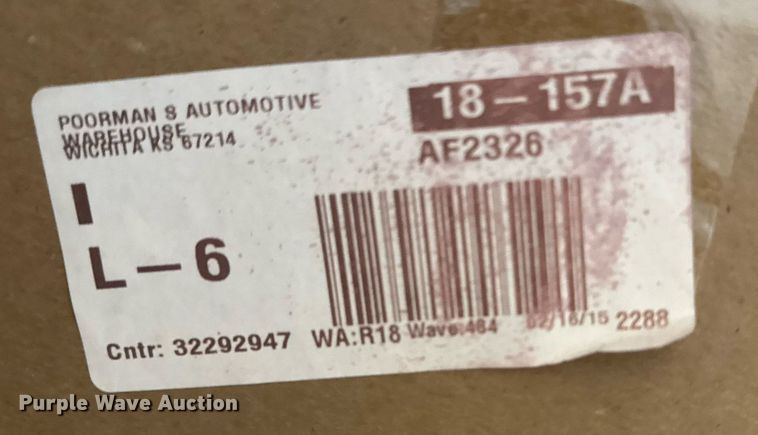 POORMAN S AUTOMOTIVE
WAREHOUSE
WICHITA KS 67214
18-157A
AF2326
I
L-6
Cntr: 32292947 WA:R18 Wave:464 02/16/15 2288
Purple Wave Auction